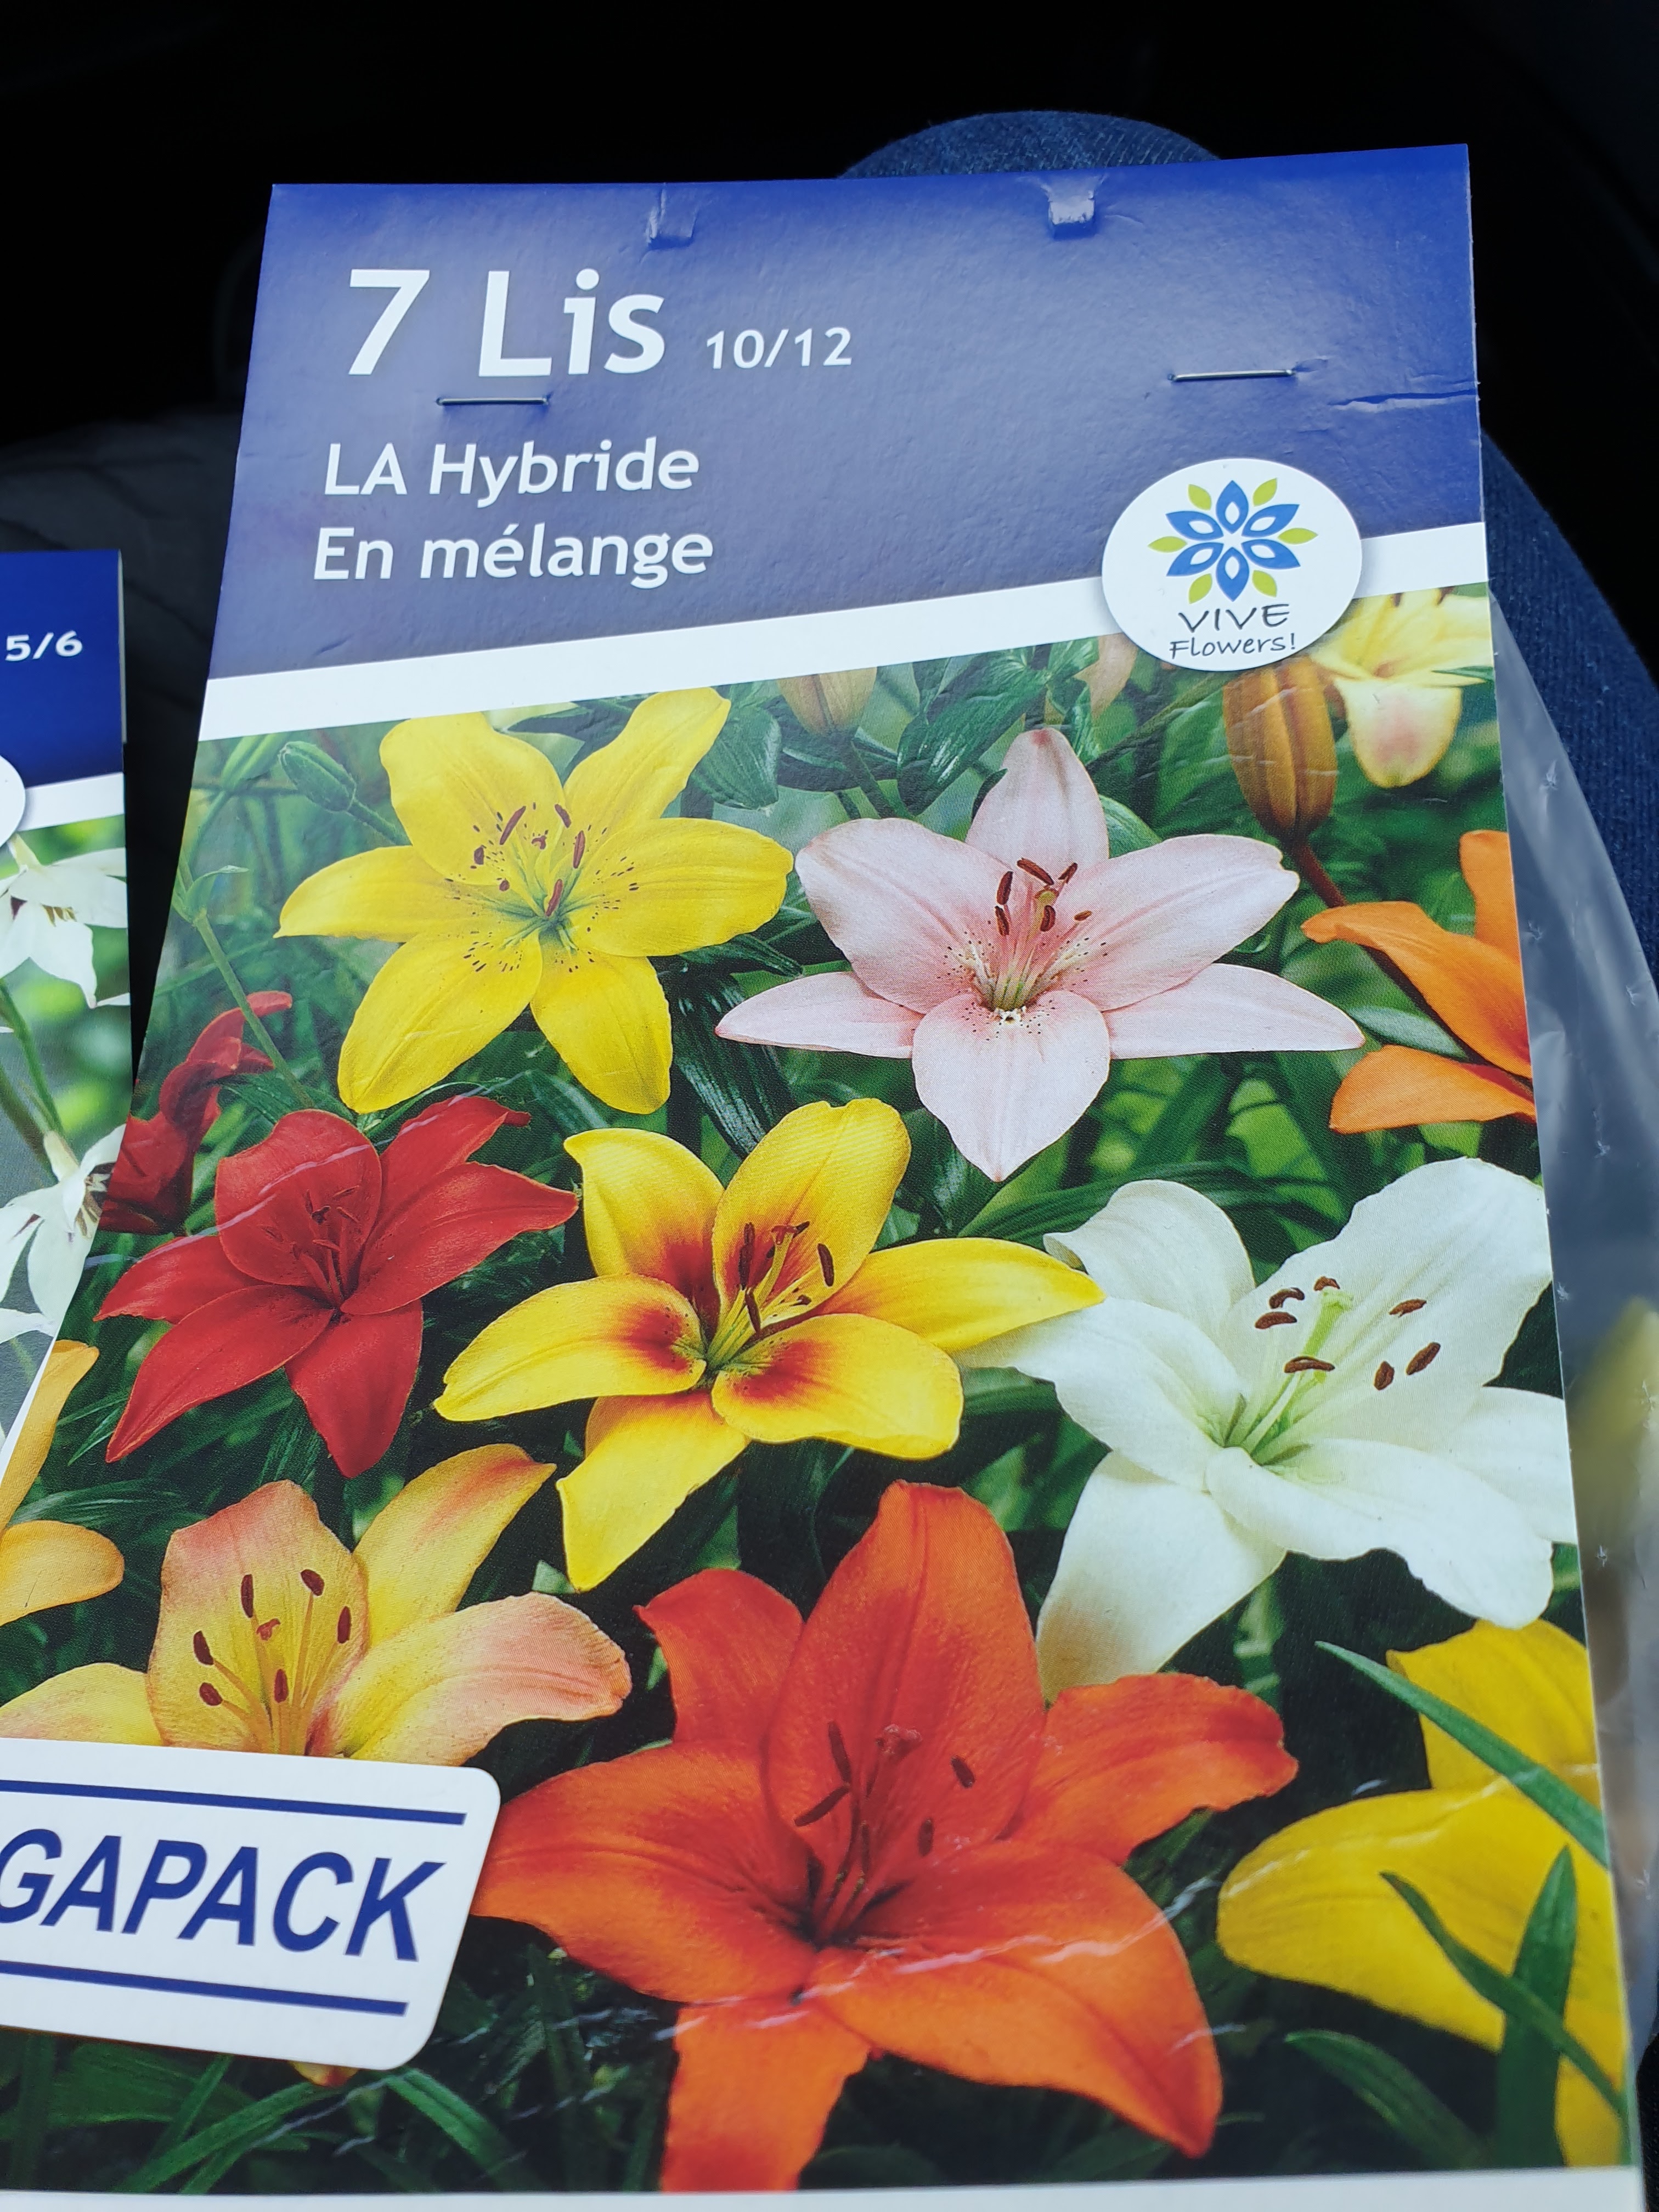 7 Lis 10/12
LA Hybride
En mélange
VIVE
Flowers!
5/6
GAPACK